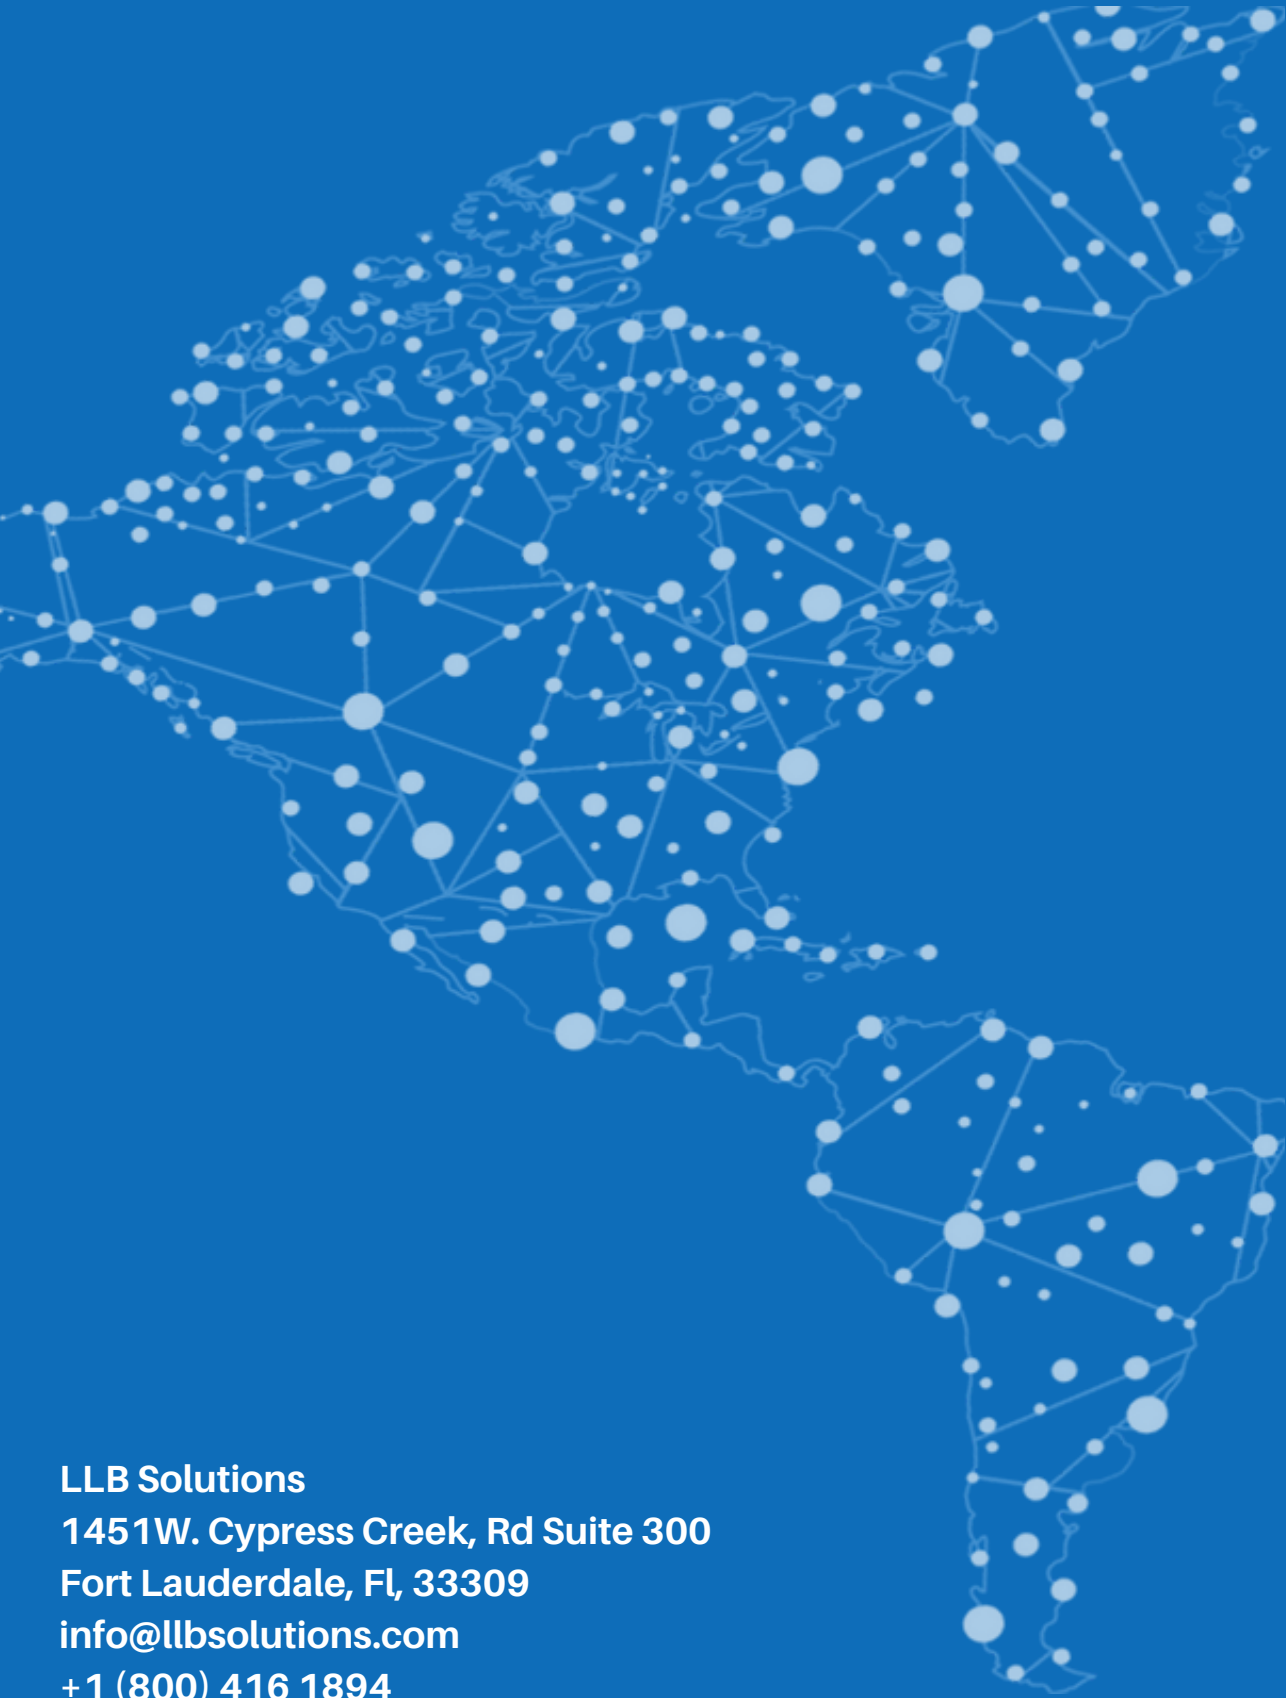 LLB Solutions
1451W. Cypress Creek, Rd Suite 300
Fort Lauderdale, Fl, 33309
info@llbsolutions.com
+1 (800) 416 1894